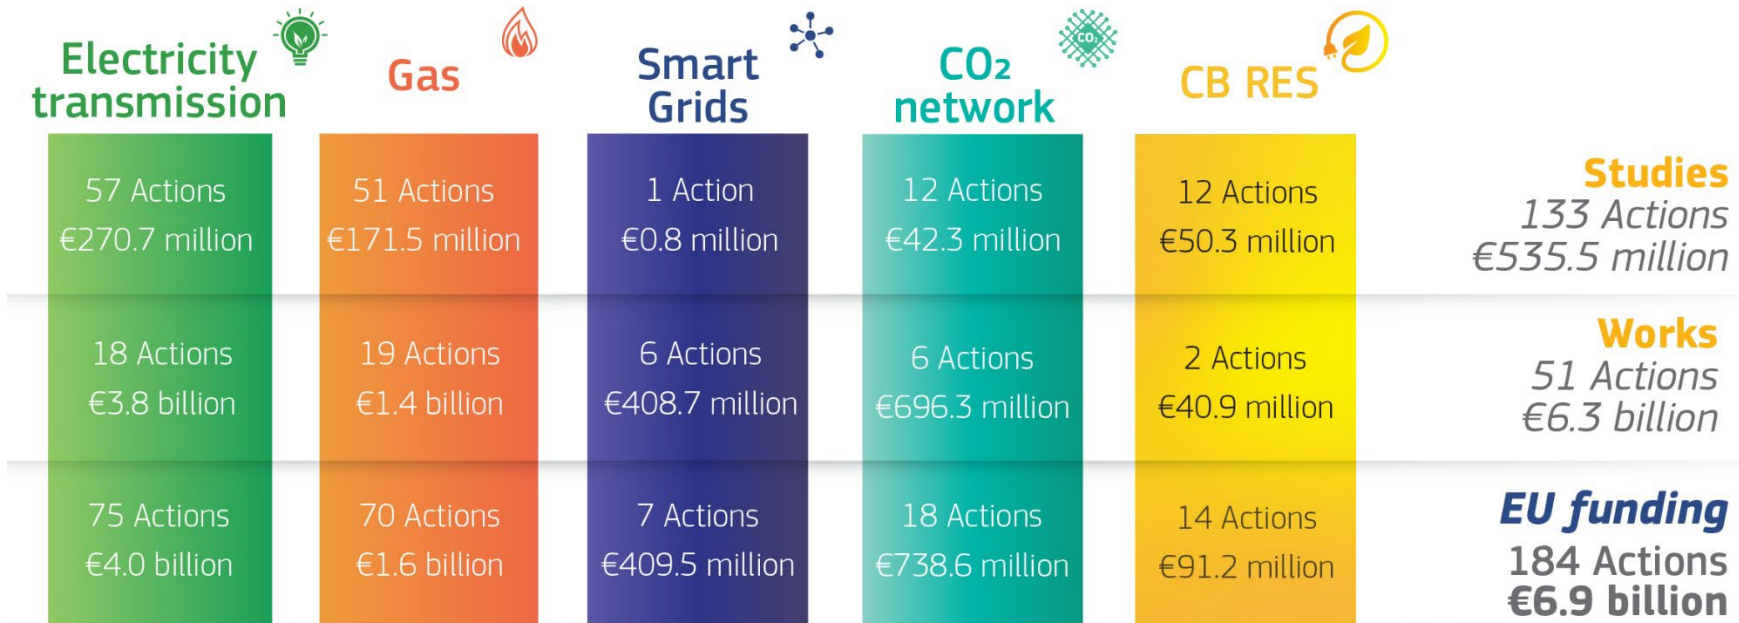 Electricity
transmission
Gas
Smart
Grids
CO₂
network
CO₂
CB RES
57 Actions
€270.7 million
51 Actions
€171.5 million
1 Action
€0.8 million
12 Actions
€42.3 million
12 Actions
€50.3 million
Studies
133 Actions
€535.5 million
18 Actions
€3.8 billion
19 Actions
€1.4 billion
6 Actions
€408.7 million
6 Actions
€696.3 million
2 Actions
€40.9 million
Works
51 Actions
€6.3 billion
75 Actions
€4.0 billion
70 Actions
€1.6 billion
7 Actions
€409.5 million
18 Actions
€738.6 million
14 Actions
€91.2 million
EU funding
184 Actions
€6.9 billion